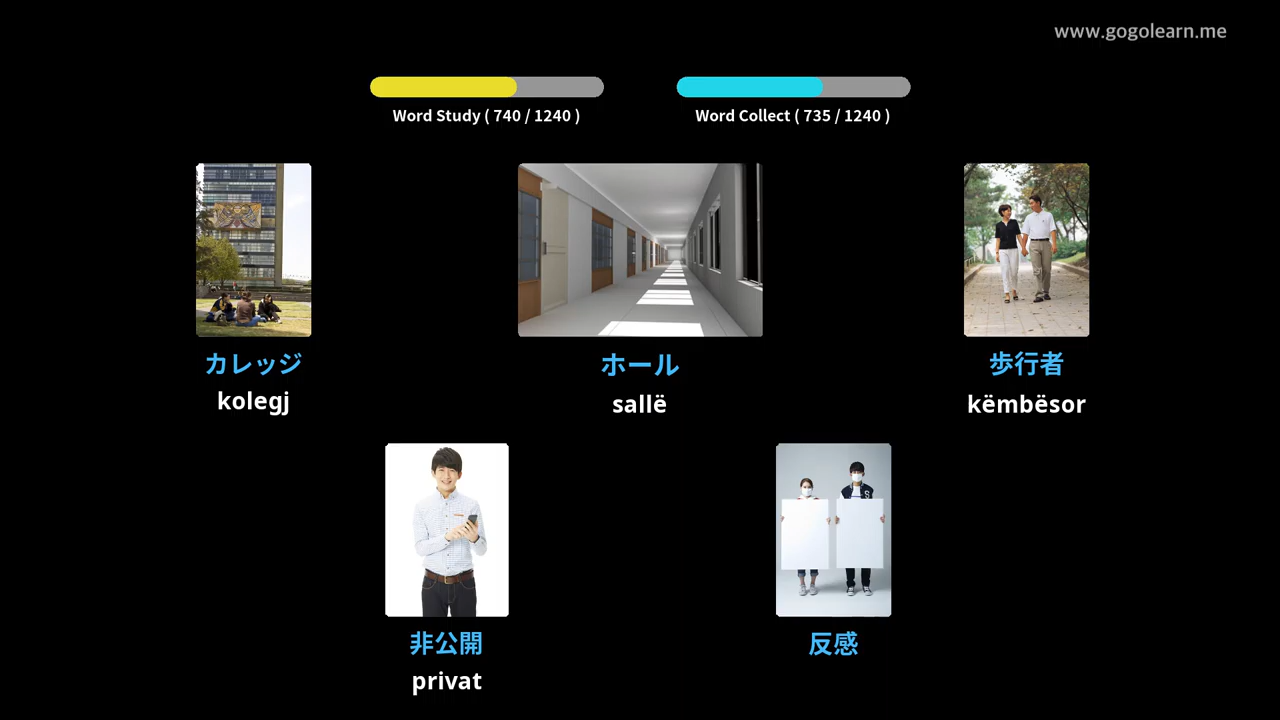 www.gogolearn.me
Word Study ( 740 / 1240 )
Word Collect ( 735 / 1240 )
カレッジ
kolegj
ホール
sallë
歩行者
këmbësor
非公開
privat
反感